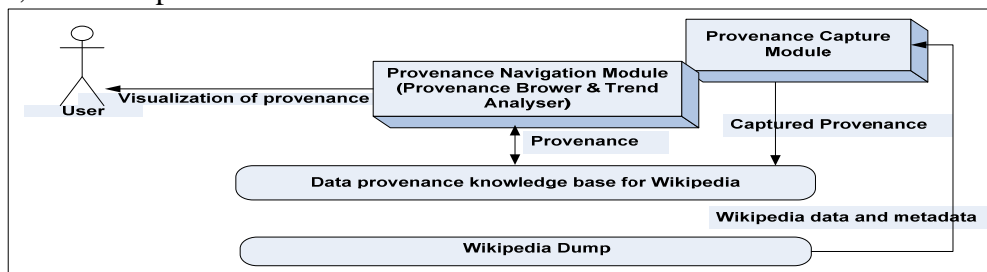 Provenance Capture
Module
Provenance Navigation Module
(Provenance Brower & Trend
Analyser)
Visualization of provenance
User
Captured Provenance
Provenance
Data provenance knowledge base for Wikipedia
Wikipedia data and metadata
Wikipedia Dump